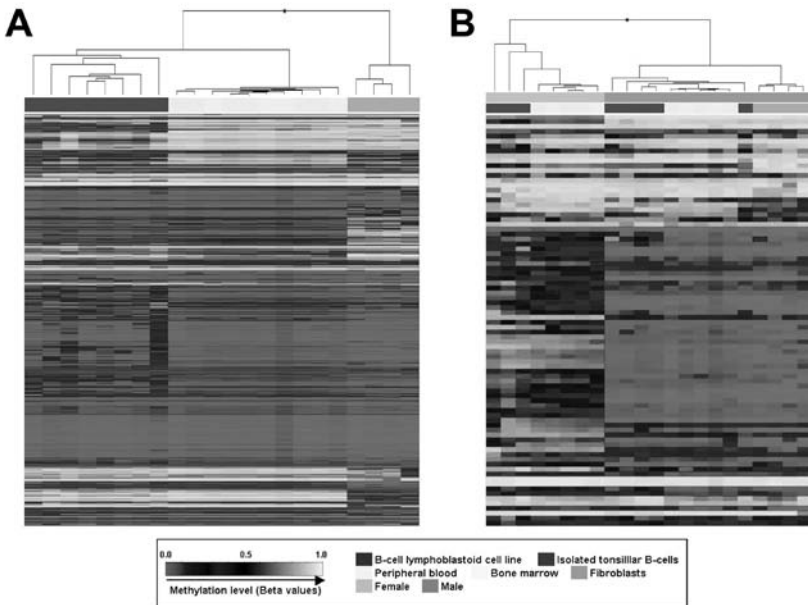 A
B
0.0 0.5 1.0
Methylation level (Beta values)
B-cell lymphoblastoid cell line Isolated tonsilliar B-cells
Peripheral blood Bone marrow Fibroblasts
Female Male